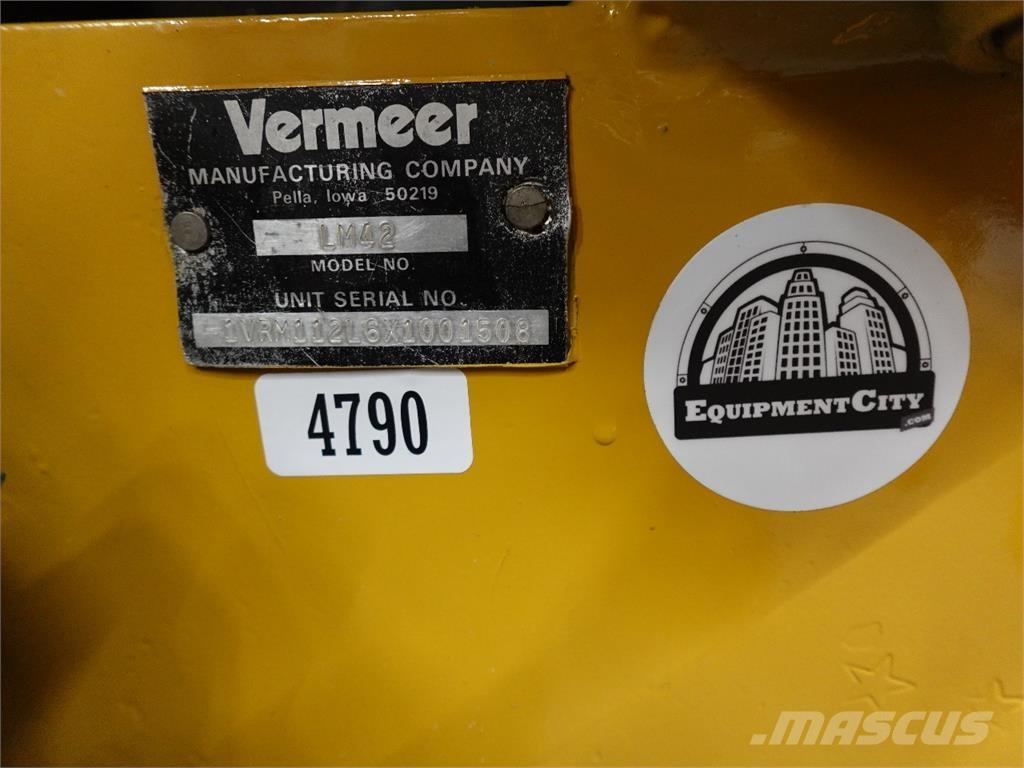 Vermeer
MANUFACTURING COMPANY
Pella, Iowa 50219
LM42
MODEL NO.
UNIT SERIAL NO.
1VRM112L6X1001508
4790
EQUIPMENTCITY
.COM
MASCUS